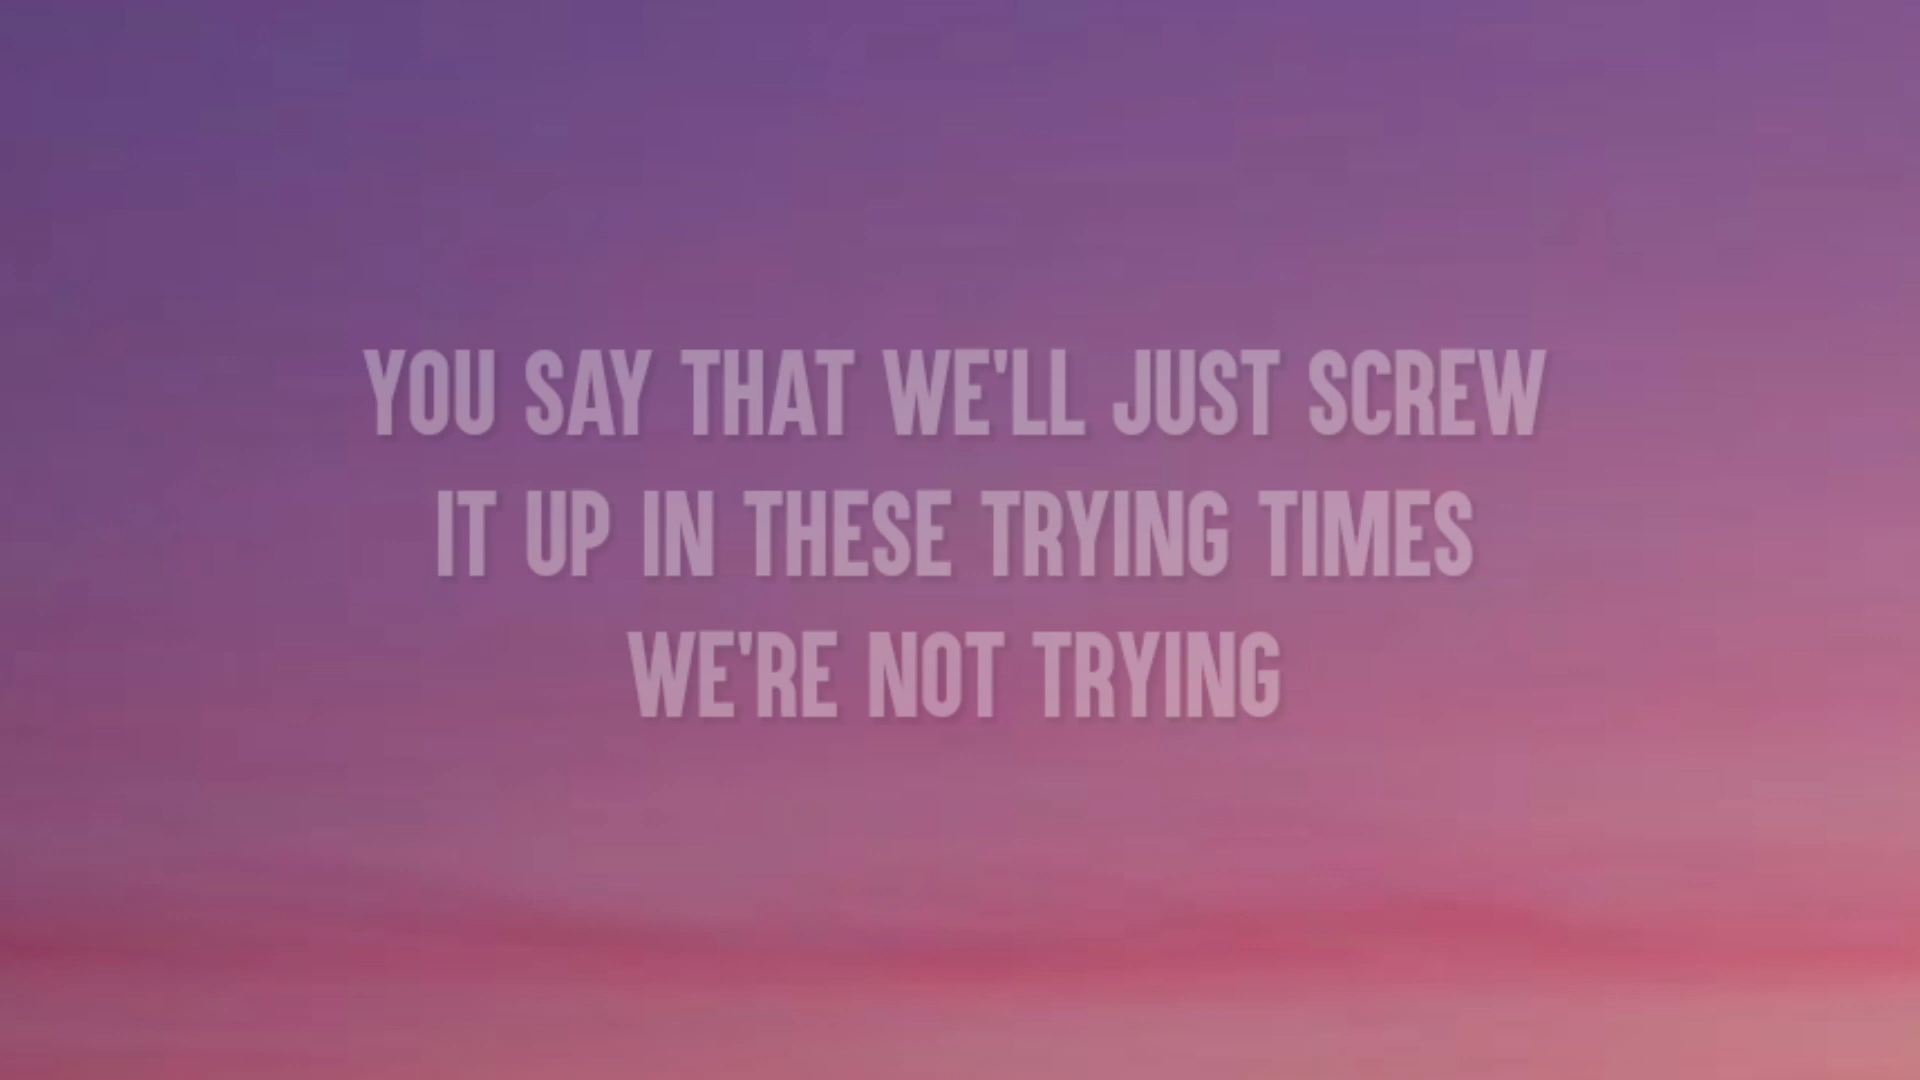 YOU SAY THAT WE'LL JUST SCREW
IT UP IN THESE TRYING TIMES
WE'RE NOT TRYING